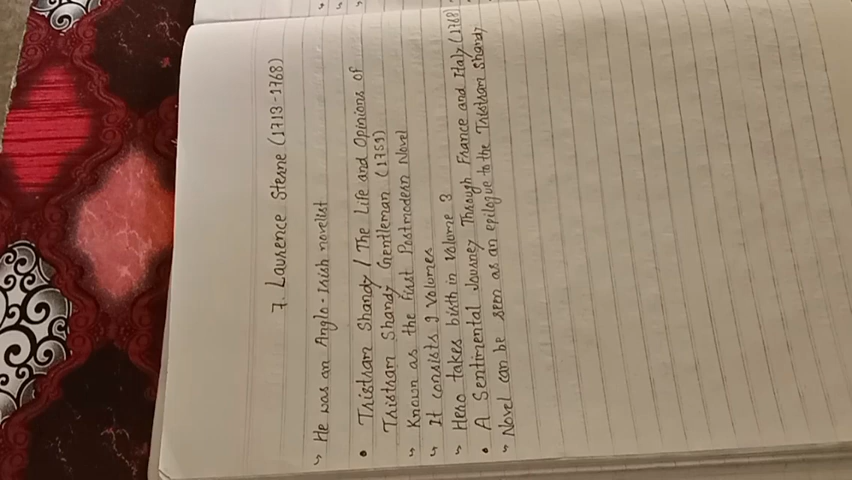 7. Laurence Sterne (1713-1768)
↳ He was an Anglo-Irish novelist
• Tristram Shandy / The Life and Opinions of
Tristram Shandy Gentleman (1759)
↳ Known as the First Postmodern Novel
↳ It consists 9 volumes
↳ Hero takes birth in volume 3
• A Sentimental Journey Through France and Italy (1768)
↳ Novel can be seen as an epilogue to the Tristram Shandy